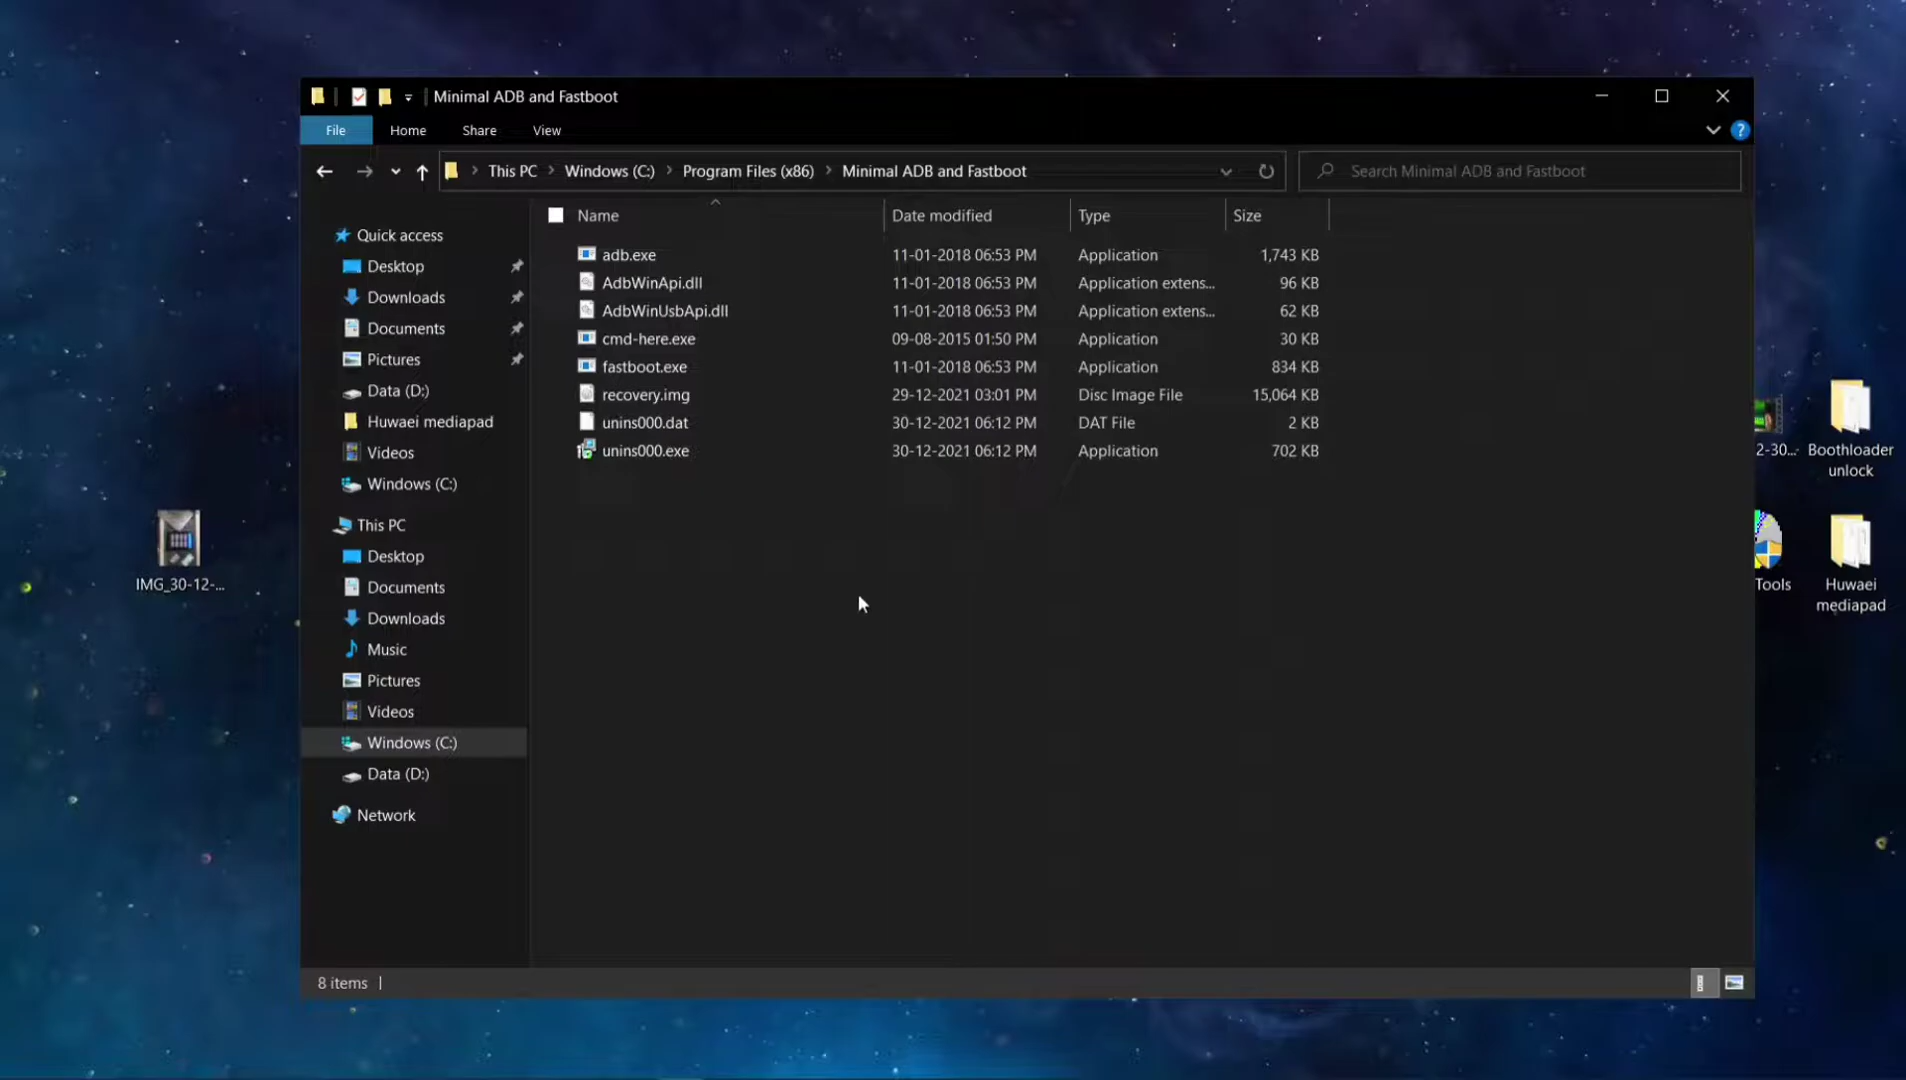 Minimal ADB and Fastboot
File Home Share View
?
This PC Windows (C:) Program Files (x86) Minimal ADB and Fastboot
Search Minimal ADB and Fastboot
Quick access
Desktop
Downloads
Documents
Pictures
Data (D:)
Huwaei mediapad
Videos
Windows (C:)
This PC
Desktop
Documents
Downloads
Music
Pictures
Videos
Windows (C:)
Data (D:)
Network
Name Date modified Type Size
adb.exe 11-01-2018 06:53 PM Application 1,743 KB
AdbWinApi.dll 11-01-2018 06:53 PM Application extens... 96 KB
AdbWinUsbApi.dll 11-01-2018 06:53 PM Application extens... 62 KB
cmd-here.exe 09-08-2015 01:50 PM Application 30 KB
fastboot.exe 11-01-2018 06:53 PM Application 834 KB
recovery.img 29-12-2021 03:01 PM Disc Image File 15,064 KB
unins000.dat 30-12-2021 06:12 PM DAT File 2 KB
unins000.exe 30-12-2021 06:12 PM Application 702 KB
8 items
IMG_30-12-...
2-30...
Boothloader
unlock
Tools
Huwaei
mediapad